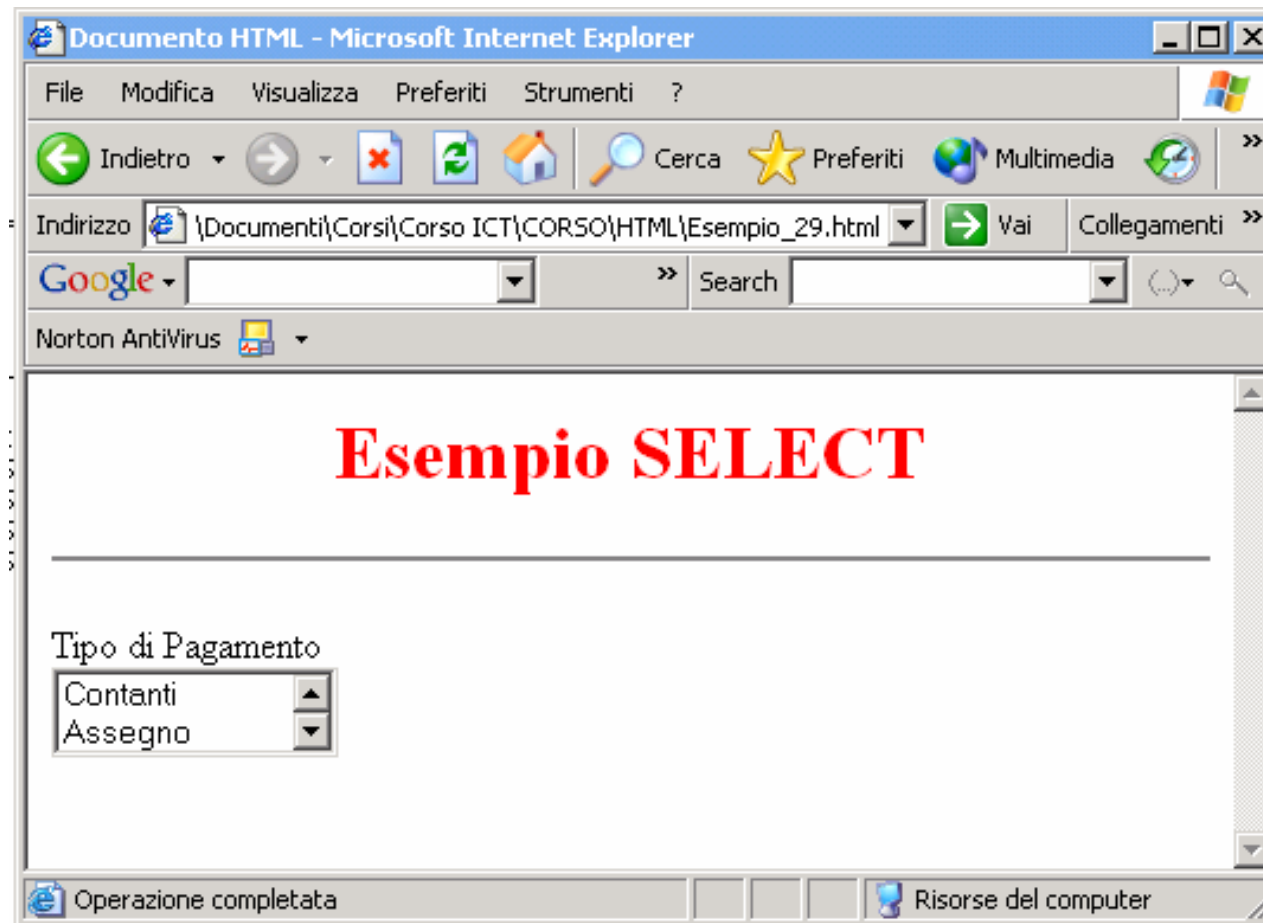 Documento HTML - Microsoft Internet Explorer
File Modifica Visualizza Preferiti Strumenti ?
Indietro Cerca Preferiti Multimedia »
Indirizzo \Documenti\Corsi\Corso ICT\CORSO\HTML\Esempio_29.html Vai Collegamenti »
Google » Search (...)
Norton AntiVirus
Esempio SELECT
Tipo di Pagamento
Contanti
Assegno
Operazione completata Risorse del computer